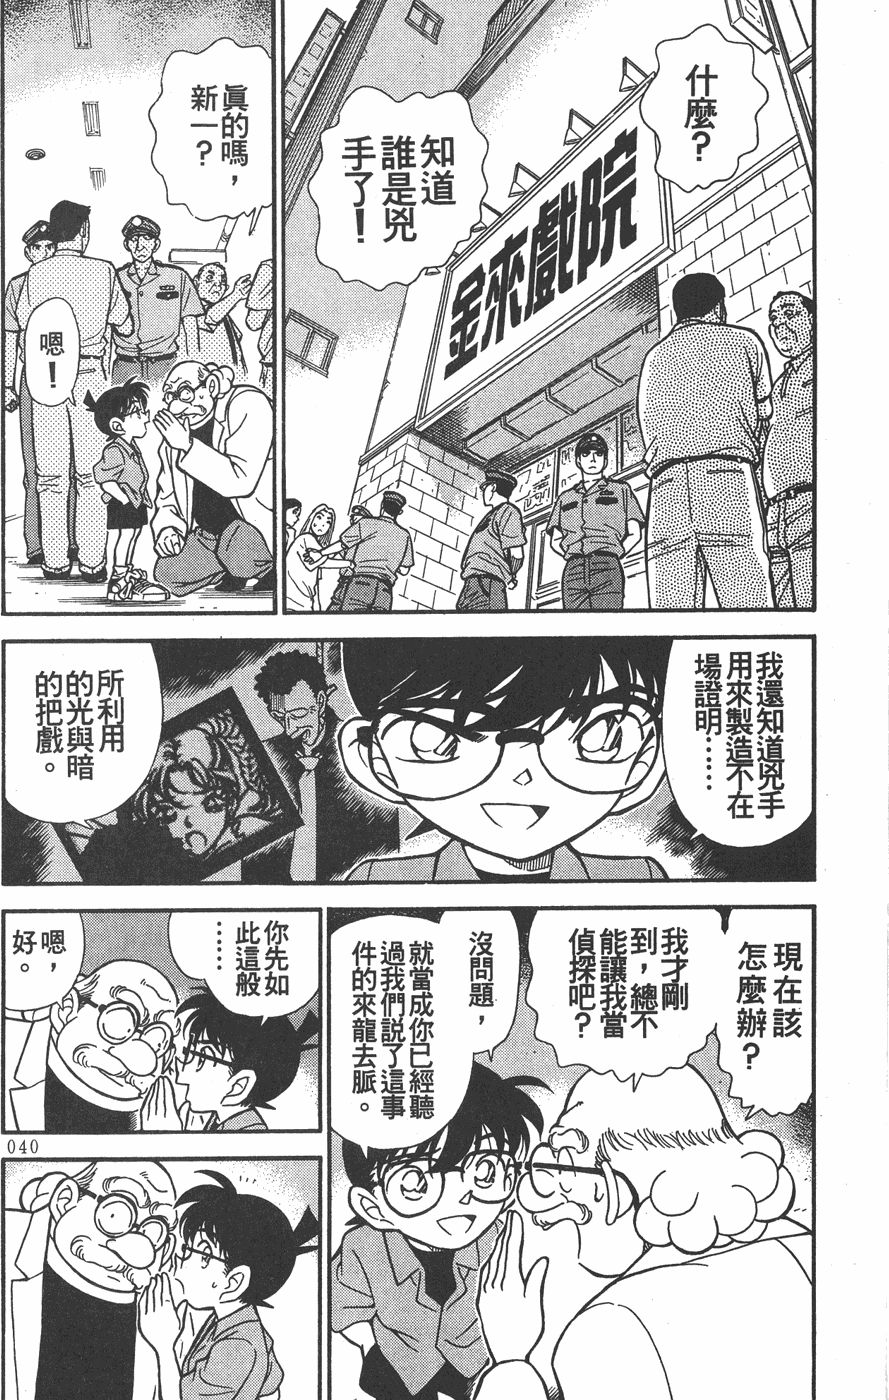 什麼？
知道
誰是兇
手了！
金來戲院
眞的嗎，
新一？
嗯！
我還知道兇手
用來製造不在
場證明……
所利用
的光與暗
的把戲。
現在該
怎麼辦？
我才剛
到，總不
能讓我當
偵探吧？
沒問題，
就當成你已經聽
過我們說了這事
件的來龍去脈。
你先如
此這般
……
嗯，
好。
040